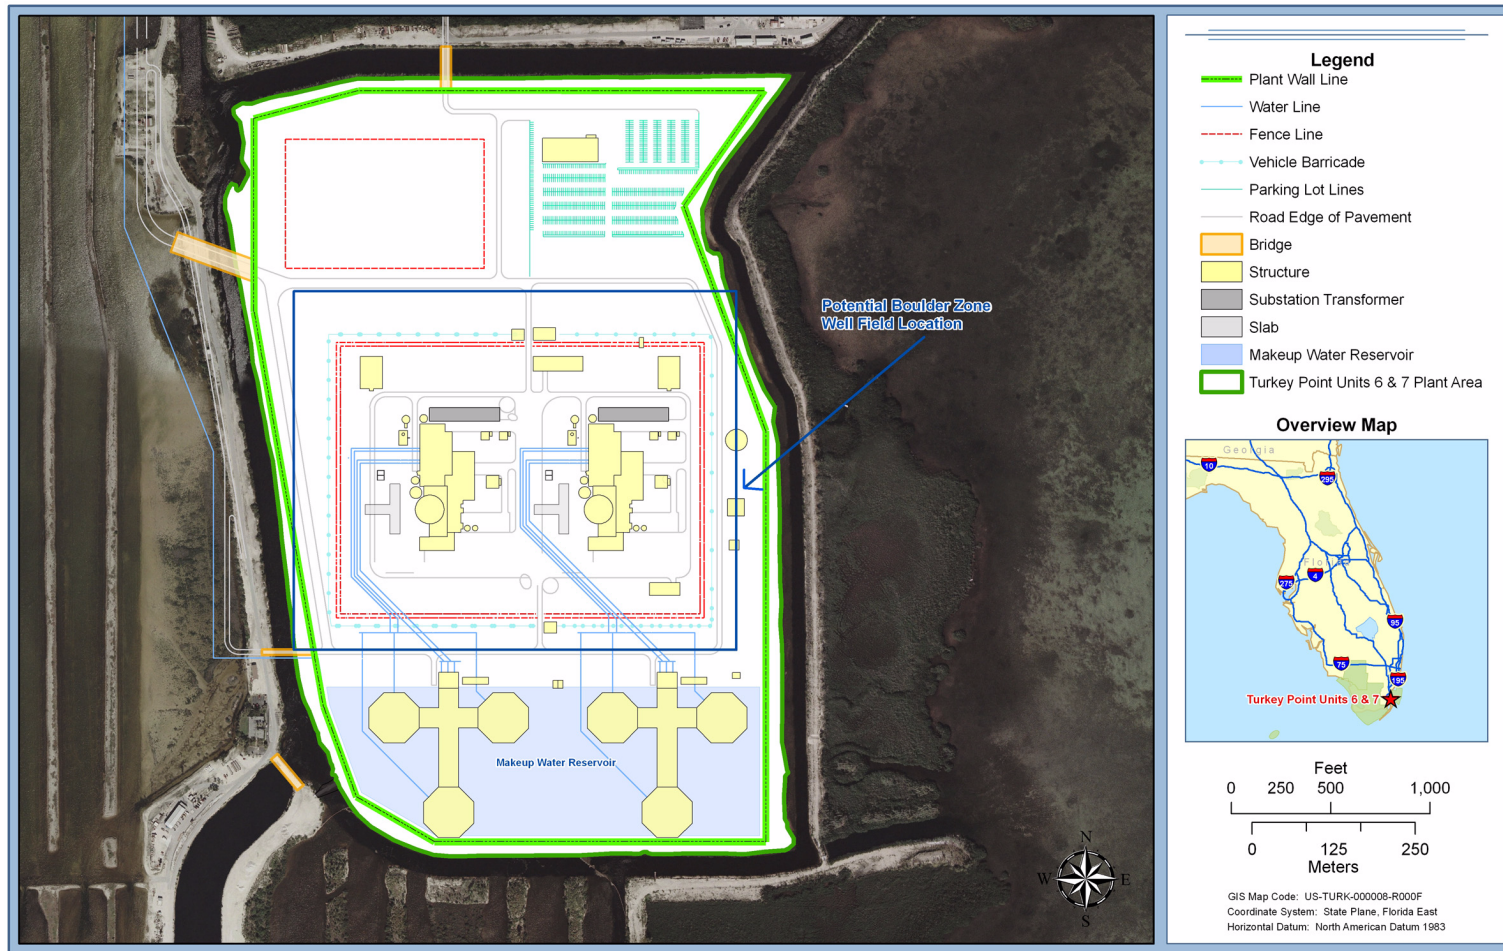 Potential Boulder Zone
Well Field Location
Makeup Water Reservoir
N
W
E
S
Legend
Plant Wall Line
Water Line
Fence Line
Vehicle Barricade
Parking Lot Lines
Road Edge of Pavement
Bridge
Structure
Substation Transformer
Slab
Makeup Water Reservoir
Turkey Point Units 6 & 7 Plant Area
Overview Map
Georgia
10
295
Florida
4
275
95
75
195
Turkey Point Units 6 & 7
Feet
0 250 500 1,000
0 125 250
Meters
GIS Map Code: US-TURK-000008-R000F
Coordinate System: State Plane, Florida East
Horizontal Datum: North American Datum 1983